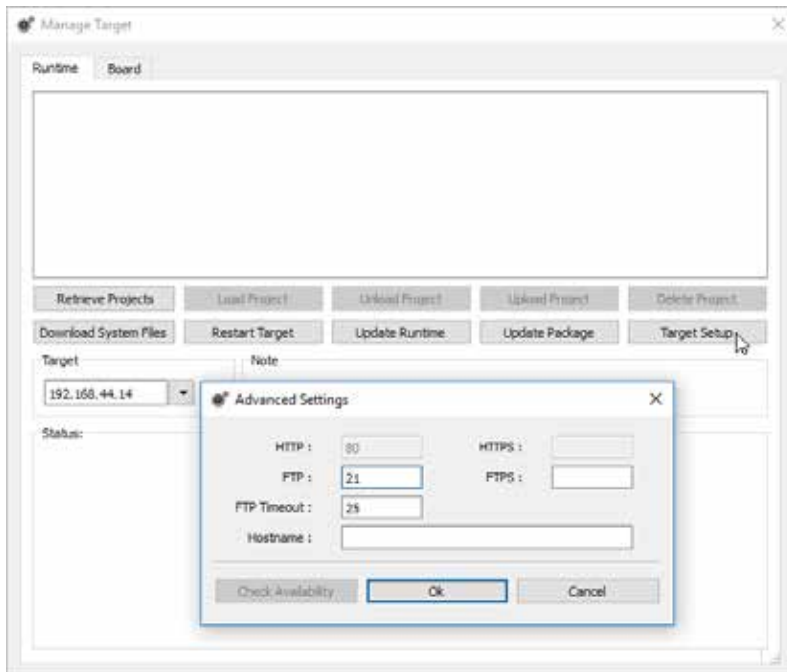 Manage Target
Runtime Board
Retrieve Projects Load Project Unload Project Upload Project Delete Project
Download System Files Restart Target Update Runtime Update Package Target Setup
Target Note
192.168.44.14
Advanced Settings
Status:
HTTP : 80 HTTPS :
FTP : 21 FTPS :
FTP Timeout : 25
Hostname :
Check Availability Ok Cancel